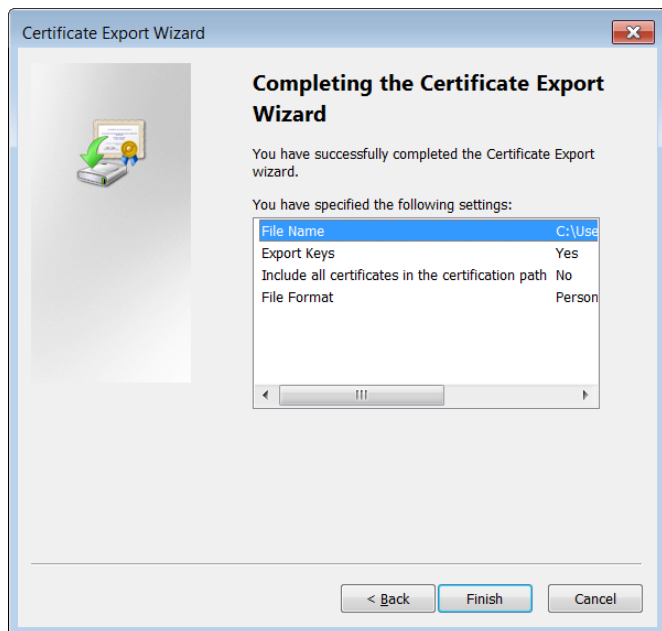 Certificate Export Wizard
Completing the Certificate Export
Wizard
You have successfully completed the Certificate Export
wizard.
You have specified the following settings:
File Name C:\Use
Export Keys Yes
Include all certificates in the certification path No
File Format Person
< Back Finish Cancel